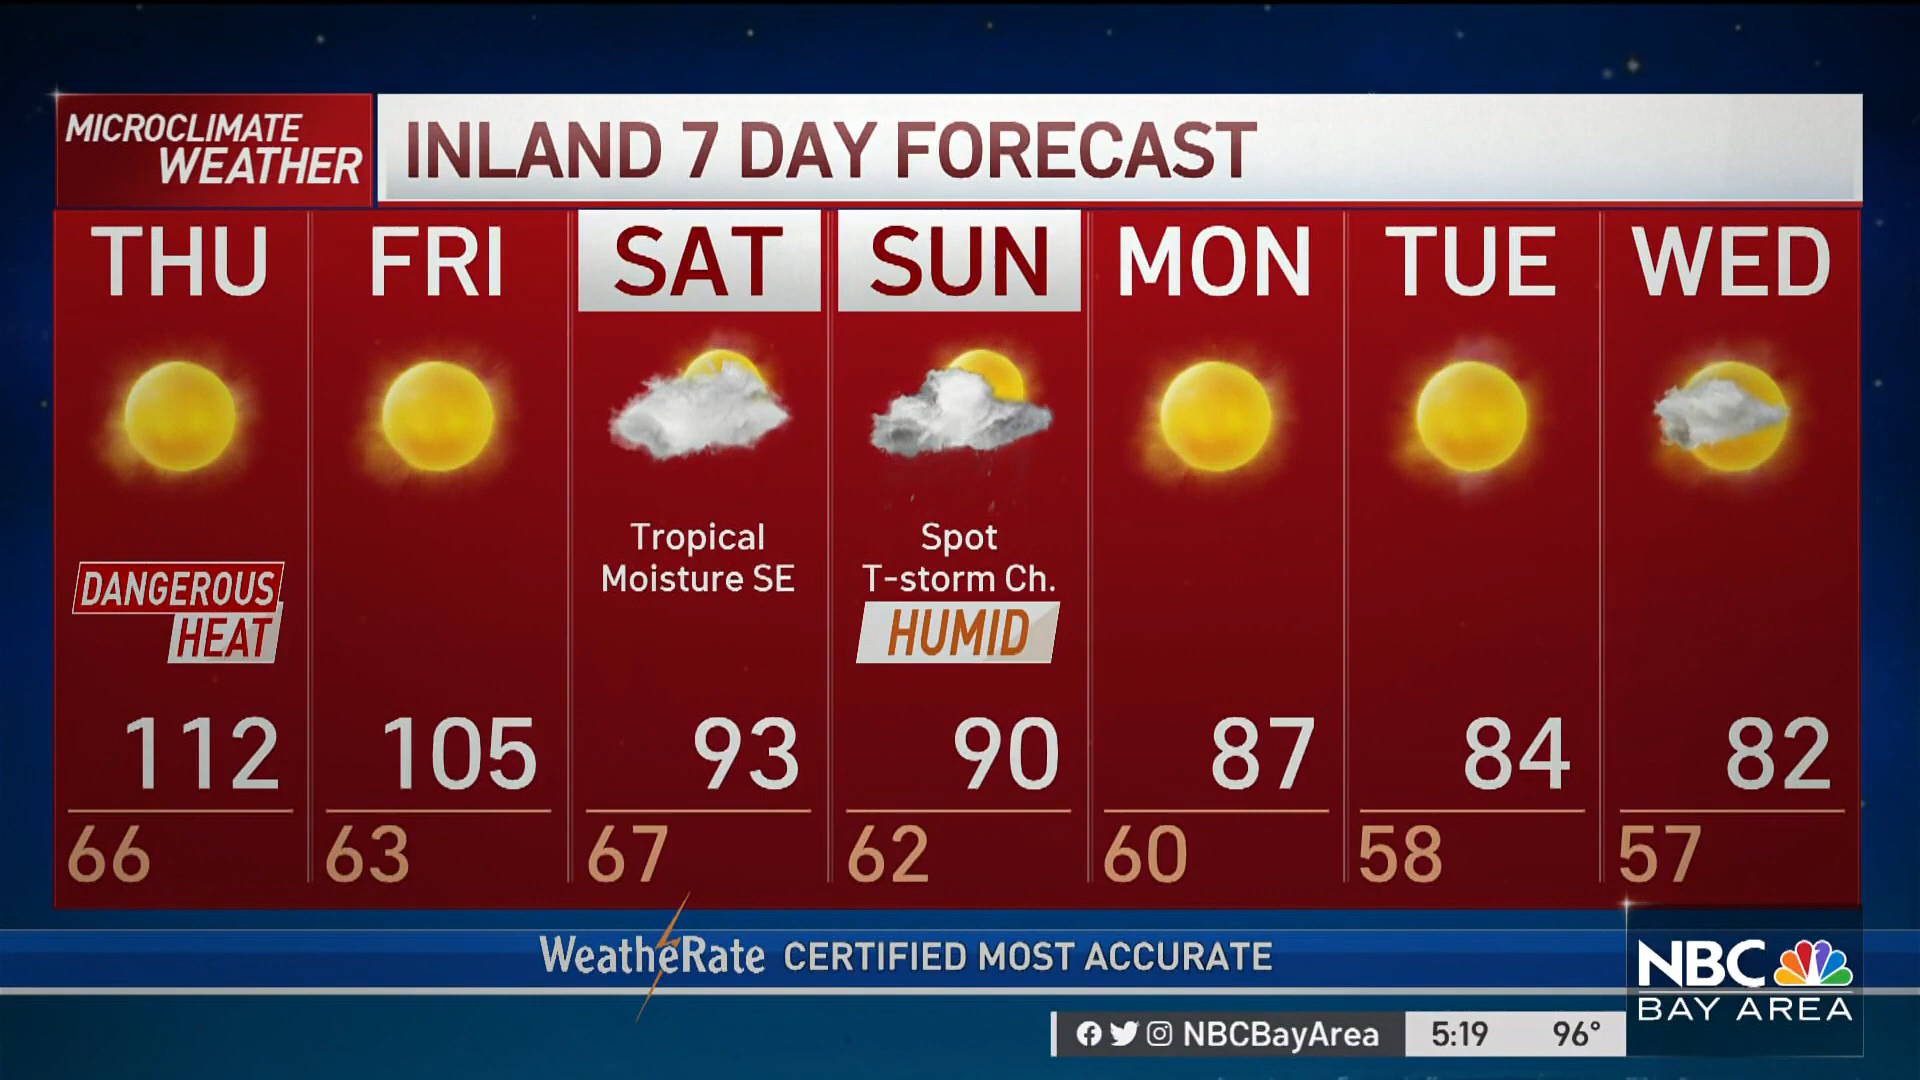 MICROCLIMATE
WEATHER
INLAND 7 DAY FORECAST
THU FRI SAT SUN MON TUE WED
Tropical
Moisture SE
Spot
T-storm Ch.
DANGEROUS
HEAT
HUMID
112 105 93 90 87 84 82
66 63 67 62 60 58 57
WeatheRate CERTIFIED MOST ACCURATE
NBC
BAY AREA
NBCBayArea 5:19 96°